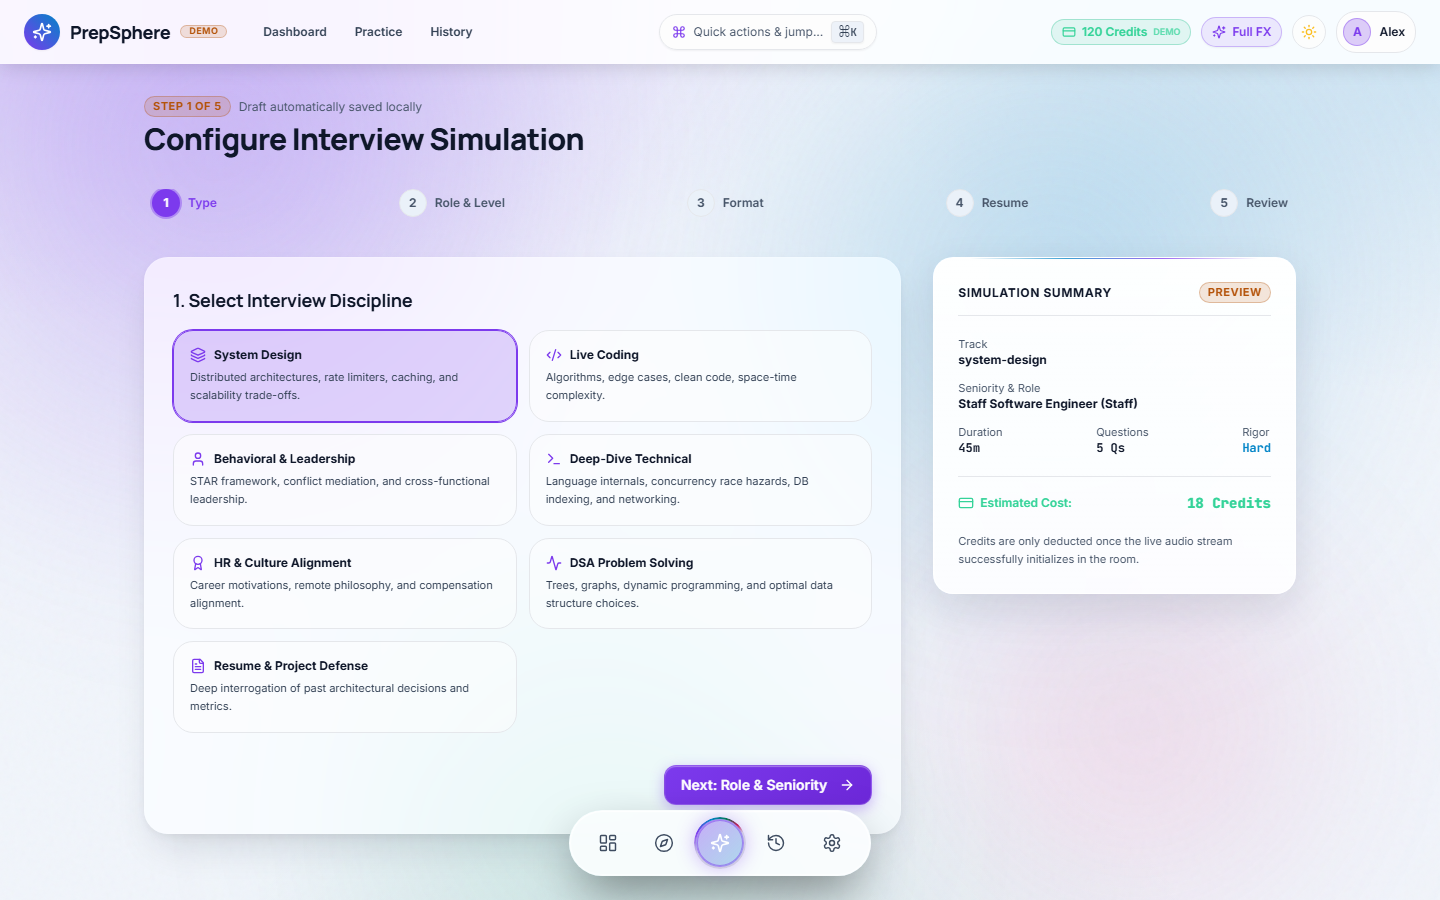 PrepSphere DEMO Dashboard Practice History Quick actions & jump... ⌘K 120 Credits DEMO Full FX A Alex
STEP 1 OF 5 Draft automatically saved locally
Configure Interview Simulation
1 Type 2 Role & Level 3 Format 4 Resume 5 Review
1. Select Interview Discipline
System Design
Distributed architectures, rate limiters, caching, and
scalability trade-offs.
Live Coding
Algorithms, edge cases, clean code, space-time
complexity.
Behavioral & Leadership
STAR framework, conflict mediation, and cross-functional
leadership.
Deep-Dive Technical
Language internals, concurrency race hazards, DB
indexing, and networking.
HR & Culture Alignment
Career motivations, remote philosophy, and compensation
alignment.
DSA Problem Solving
Trees, graphs, dynamic programming, and optimal data
structure choices.
Resume & Project Defense
Deep interrogation of past architectural decisions and
metrics.
Next: Role & Seniority
SIMULATION SUMMARY PREVIEW
Track
system-design
Seniority & Role
Staff Software Engineer (Staff)
Duration Questions Rigor
45m 5 Qs Hard
Estimated Cost: 18 Credits
Credits are only deducted once the live audio stream
successfully initializes in the room.